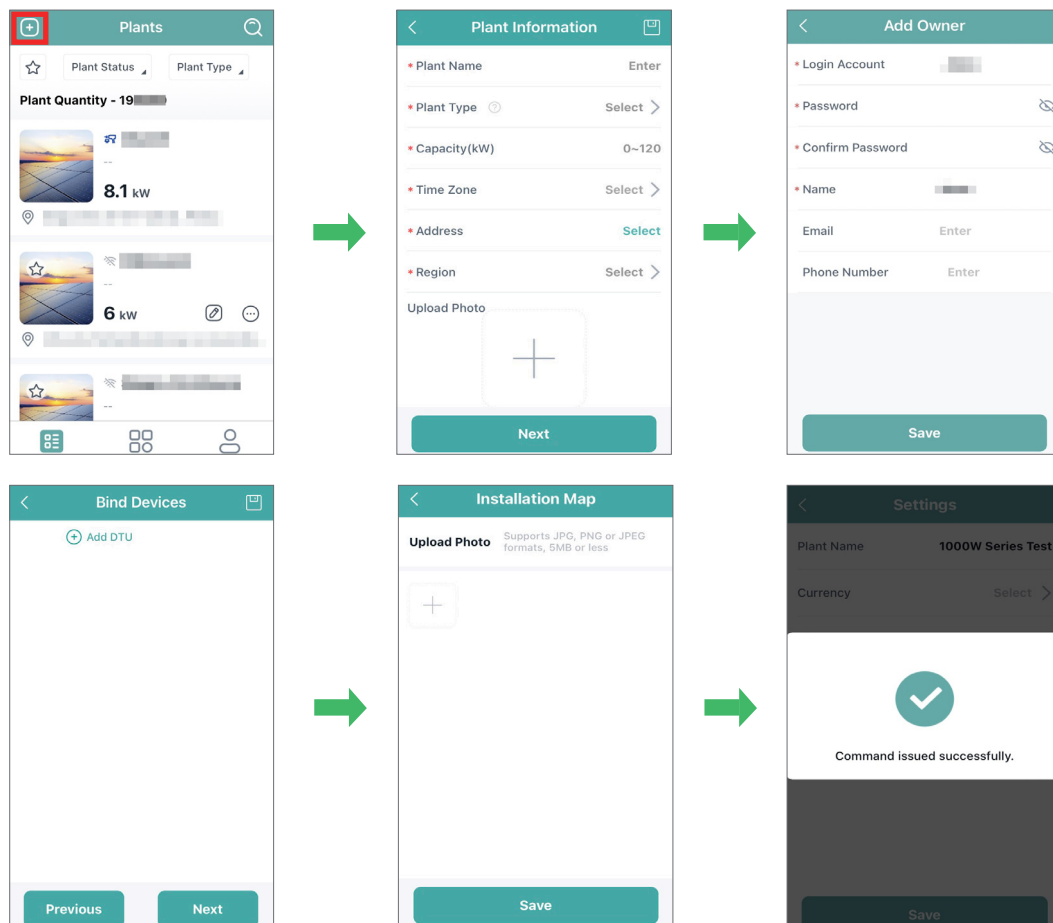 Plants
Plant Status
Plant Type
Plant Quantity - 19
--
8.1 kW
--
6 kW
--
Plant Information
* Plant Name Enter
* Plant Type ? Select >
* Capacity(kW) 0~120
* Time Zone Select >
* Address Select
* Region Select >
Upload Photo
Next
Add Owner
* Login Account
* Password
* Confirm Password
* Name
Email Enter
Phone Number Enter
Save
Bind Devices
Add DTU
Previous
Next
Installation Map
Upload Photo
Supports JPG, PNG or JPEG
formats, 5MB or less
Save
Settings
Plant Name 1000W Series Test
Currency Select >
Command issued successfully.
Save